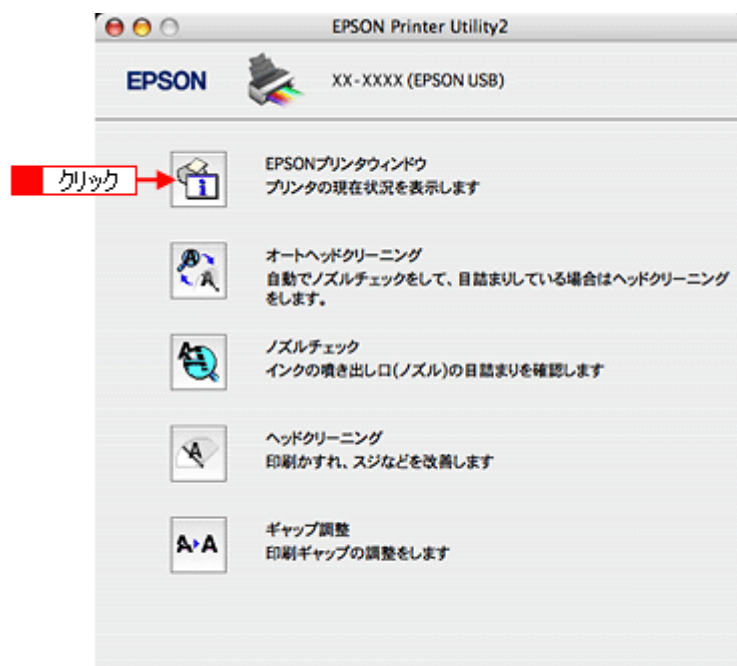 EPSON Printer Utility2
EPSON
XX-XXXX (EPSON USB)
クリック
EPSONプリンタウィンドウ
プリンタの現在状況を表示します
オートヘッドクリーニング
自動でノズルチェックをして、目詰まりしている場合はヘッドクリーニング
をします。
ノズルチェック
インクの噴き出し口(ノズル)の目詰まりを確認します
ヘッドクリーニング
印刷かすれ、スジなどを改善します
A▸A
ギャップ調整
印刷ギャップの調整をします